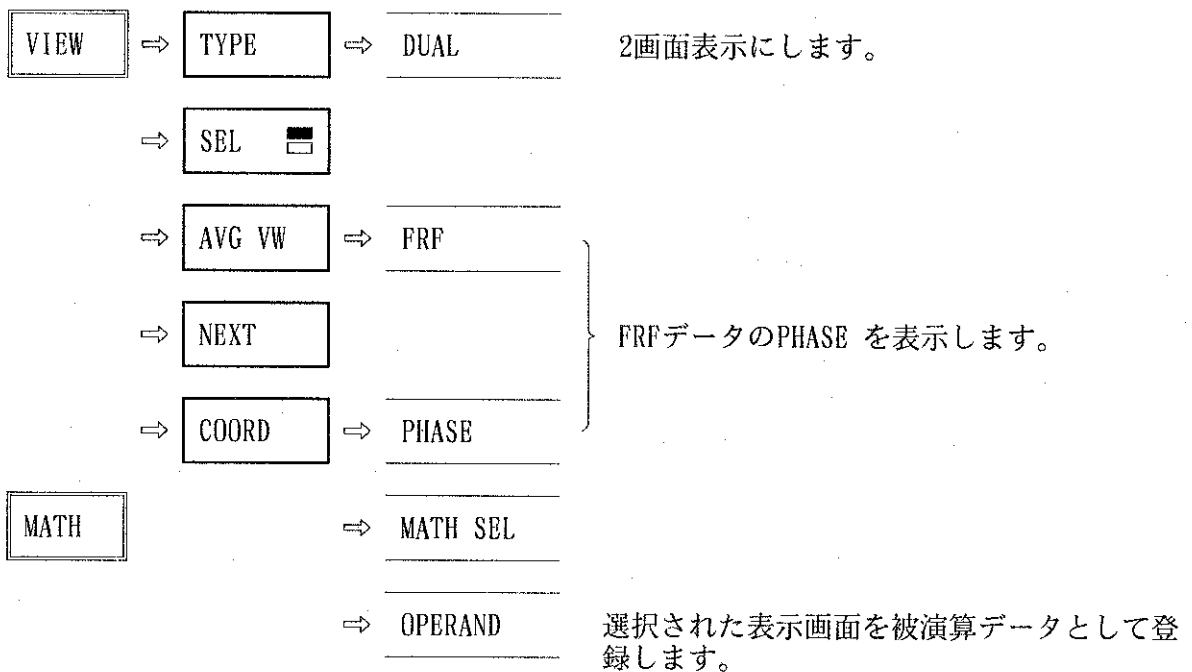 VIEW ⇨ TYPE ⇨ DUAL 2画面表示にします。
⇨ SEL
⇨ AVG VW ⇨ FRF
⇨ NEXT
FRFデータのPHASE を表示します。
⇨ COORD ⇨ PHASE
MATH ⇨ MATH SEL
⇨ OPERAND 選択された表示画面を被演算データとして登
録します。